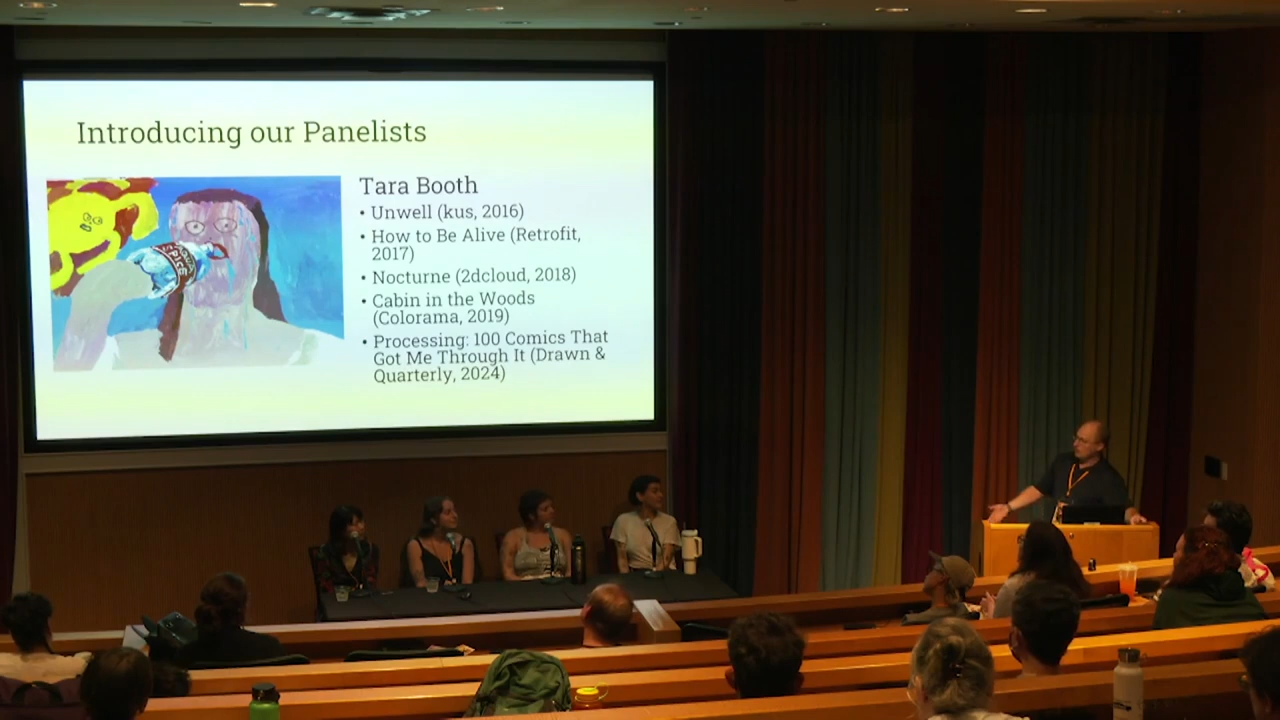 Introducing our Panelists
Tara Booth
• Unwell (kus, 2016)
• How to Be Alive (Retrofit,
2017)
• Nocturne (2dcloud, 2018)
• Cabin in the Woods
(Colorama, 2019)
• Processing: 100 Comics That
Got Me Through It (Drawn &
Quarterly, 2024)
SPICE